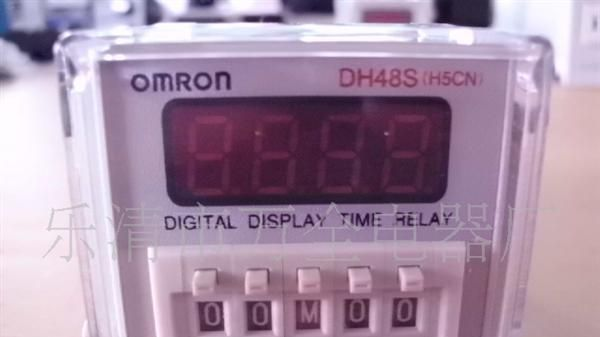 OMRON DH48S (H5CN)
DIGITAL DISPLAY TIME RELAY
乐清市万全电器厂
0 0 M 0 0